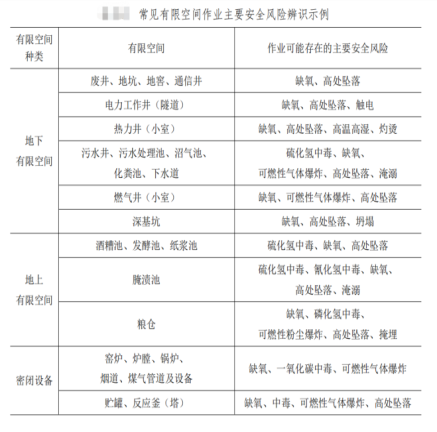 常见有限空间作业主要安全风险辨识示例
有限空间
种类
有限空间
作业可能存在的主要安全风险
地下
有限空间
废井、地坑、地窖、通信井
缺氧、高处坠落
电力工作井（隧道）
缺氧、高处坠落、触电
热力井（小室）
缺氧、高处坠落、高温高湿、灼烫
污水井、污水处理池、沼气池、
化粪池、下水道
硫化氢中毒、缺氧、
可燃性气体爆炸、高处坠落、淹溺
燃气井（小室）
缺氧、可燃性气体爆炸、高处坠落
深基坑
缺氧、高处坠落、坍塌
地上
有限空间
酒糟池、发酵池、纸浆池
硫化氢中毒、缺氧、高处坠落
腌渍池
硫化氢中毒、氰化氢中毒、缺氧、
高处坠落、淹溺
粮仓
缺氧、磷化氢中毒、
可燃性粉尘爆炸、高处坠落、掩埋
密闭设备
窑炉、炉膛、锅炉、
烟道、煤气管道及设备
缺氧、一氧化碳中毒、可燃性气体爆炸
贮罐、反应釜（塔）
缺氧、中毒、可燃性气体爆炸、高处坠落